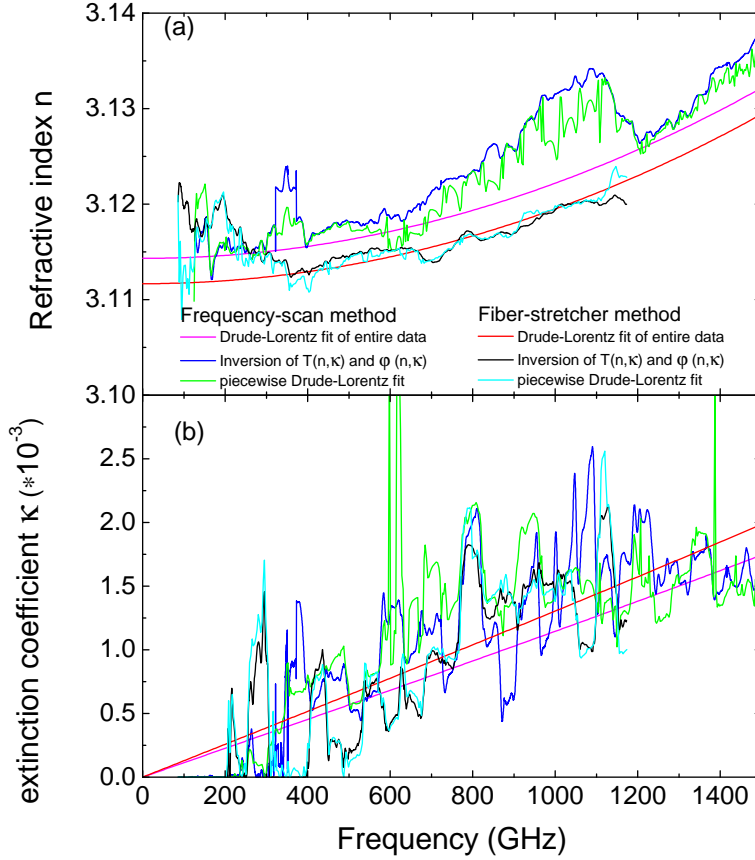 3.14
(a)
3.13
3.12
3.11
3.10
Refractive index n
Frequency-scan method
Drude-Lorentz fit of entire data
Inversion of T(n,κ) and φ (n,κ)
piecewise Drude-Lorentz fit
Fiber-stretcher method
Drude-Lorentz fit of entire data
Inversion of T(n,κ) and φ (n,κ)
piecewise Drude-Lorentz fit
(b)
2.5
2.0
1.5
1.0
0.5
0.0
extinction coefficient κ (*10⁻³)
0 200 400 600 800 1000 1200 1400
Frequency (GHz)